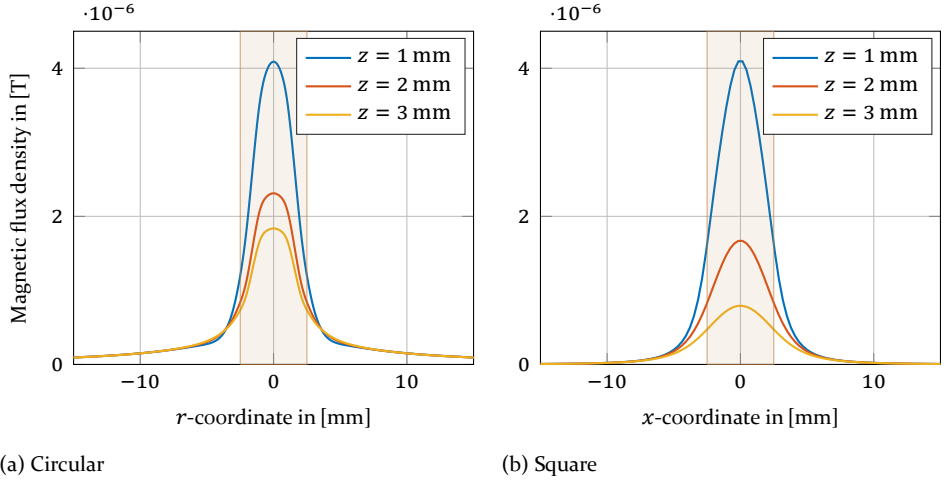 ·10⁻⁶
4
2
0
−10
0
10
Magnetic flux density in [T]
r-coordinate in [mm]
z = 1 mm
z = 2 mm
z = 3 mm
(a) Circular
·10⁻⁶
4
2
0
−10
0
10
x-coordinate in [mm]
z = 1 mm
z = 2 mm
z = 3 mm
(b) Square